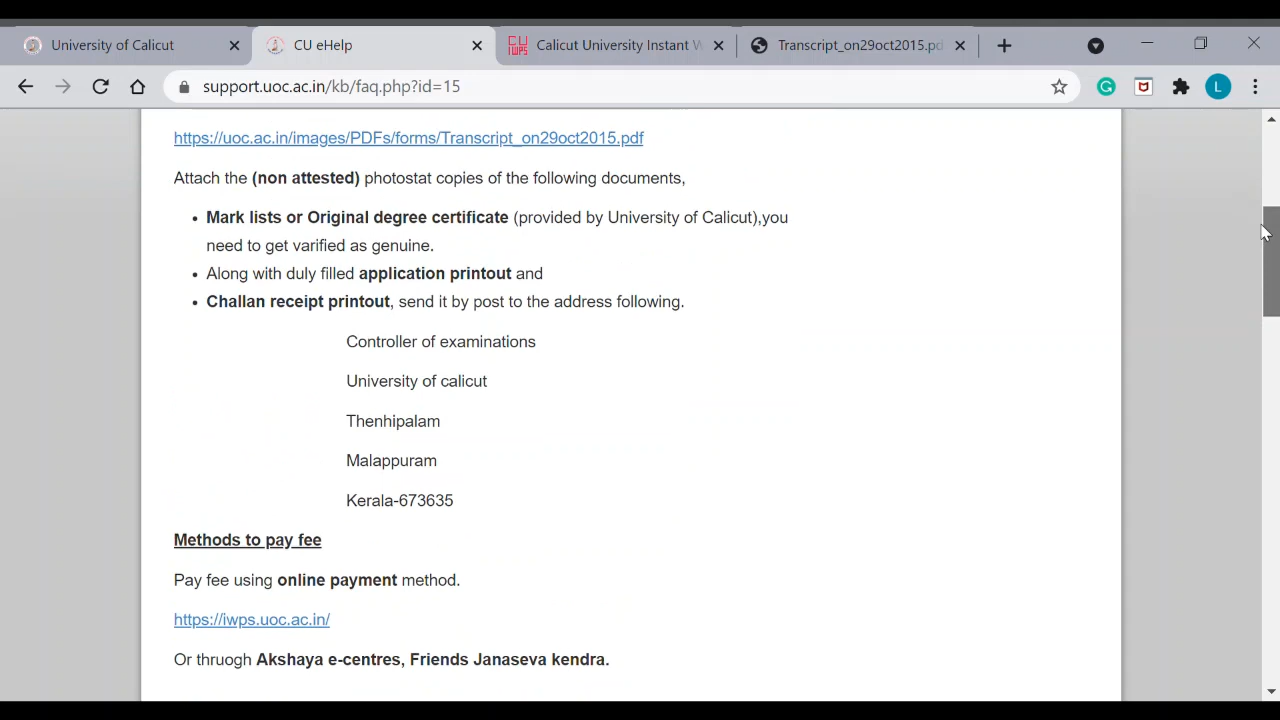 University of Calicut
CU eHelp
Calicut University Instant W
Transcript_on29oct2015.pd
support.uoc.ac.in/kb/faq.php?id=15
L
https://uoc.ac.in/images/PDFs/forms/Transcript_on29oct2015.pdf
Attach the (non attested) photostat copies of the following documents,
• Mark lists or Original degree certificate (provided by University of Calicut),you
need to get varified as genuine.
• Along with duly filled application printout and
• Challan receipt printout, send it by post to the address following.
Controller of examinations
University of calicut
Thenhipalam
Malappuram
Kerala-673635
Methods to pay fee
Pay fee using online payment method.
https://iwps.uoc.ac.in/
Or thruogh Akshaya e-centres, Friends Janaseva kendra.